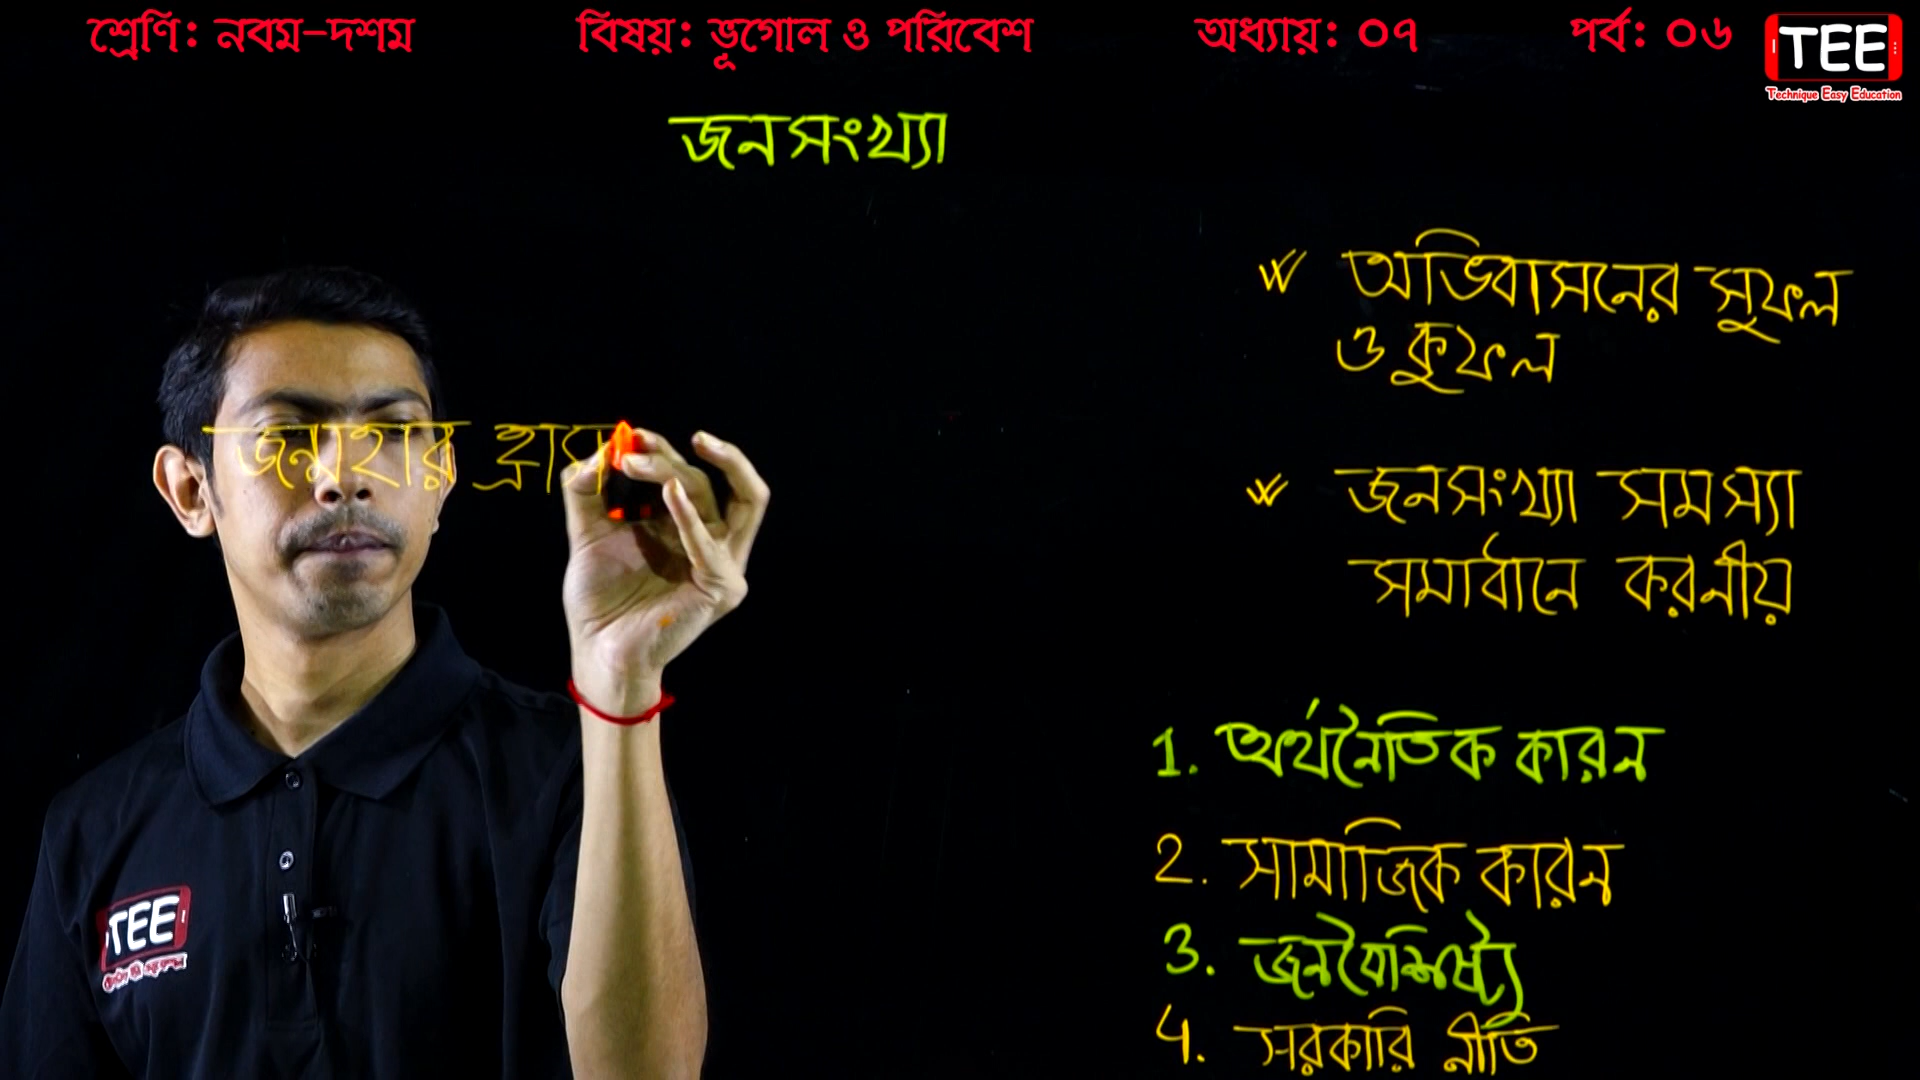 শ্রেণি: নবম-দশম
বিষয়: ভূগোল ও পরিবেশ
অধ্যায়: ০৭
পর্ব: ০৬
TEE
Technique Easy Education
জনসংখ্যা
অভিবাসনের সুফল
ও কুফল
জন্মহার হ্রাস
জনসংখ্যা সমস্যা
সমাধানে করনীয়
1. অর্থনৈতিক কারন
2. সামাজিক কারন
3. জনবৈশিষ্ট্য
4. সরকারি নীতি
TEE